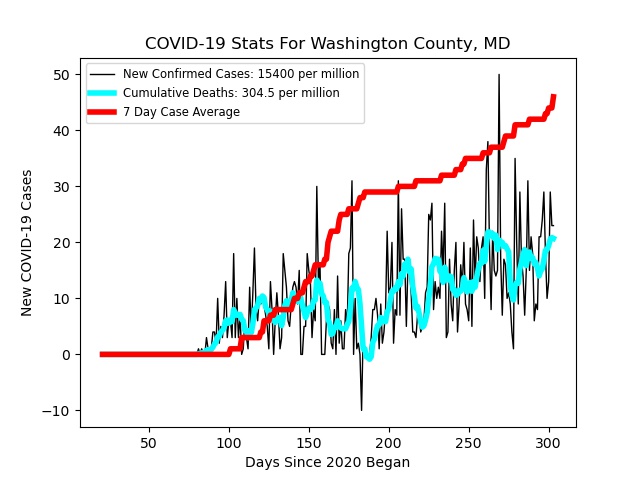 COVID-19 Stats For Washington County, MD
New Confirmed Cases: 15400 per million
Cumulative Deaths: 304.5 per million
7 Day Case Average
50
40
30
20
10
0
−10
New COVID-19 Cases
50 100 150 200 250 300
Days Since 2020 Began